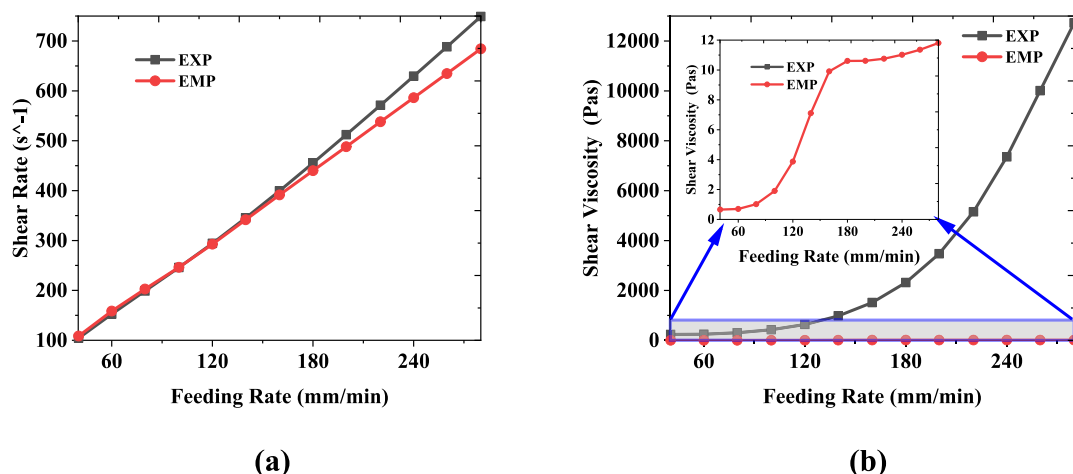 700
600
500
400
300
200
100
Shear Rate (s^-1)
EXP
EMP
60
120
180
240
Feeding Rate (mm/min)
(a)
12000
10000
8000
6000
4000
2000
0
Shear Viscosity (Pas)
EXP
EMP
12
10
8
6
4
2
0
Shear Viscosity (Pas)
EXP
EMP
60
120
180
240
Feeding Rate (mm/min)
60
120
180
240
Feeding Rate (mm/min)
(b)